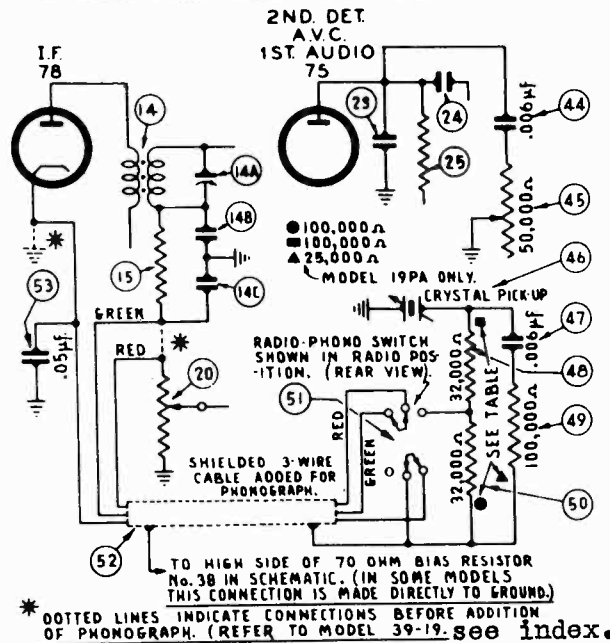 2ND. DET.
A.V.C.
1ST. AUDIO
75
I.F.
78
14
14A
14B
14C
15
23
24
25
.006µf
44
45
50,000Ω
● 100,000Ω
■ 100,000Ω
▲ 25,000Ω
MODEL 19PA ONLY.
46
CRYSTAL PICK-UP
53
.05µf
GREEN
RED
20
RADIO-PHONO SWITCH
SHOWN IN RADIO POS-
ITION. (REAR VIEW).
51
RED
GREEN
32,000Ω
32,000Ω
SEE TABLE
47
.006µf
48
49
100,000Ω
50
SHIELDED 3-WIRE
CABLE ADDED FOR
PHONOGRAPH.
52
TO HIGH SIDE OF 70 OHM BIAS RESISTOR
No. 38 IN SCHEMATIC. (IN SOME MODELS
THIS CONNECTION IS MADE DIRECTLY TO GROUND.)
* DOTTED LINES INDICATE CONNECTIONS BEFORE ADDITION
OF PHONOGRAPH. (REFER TO MODEL 39-19. see index.